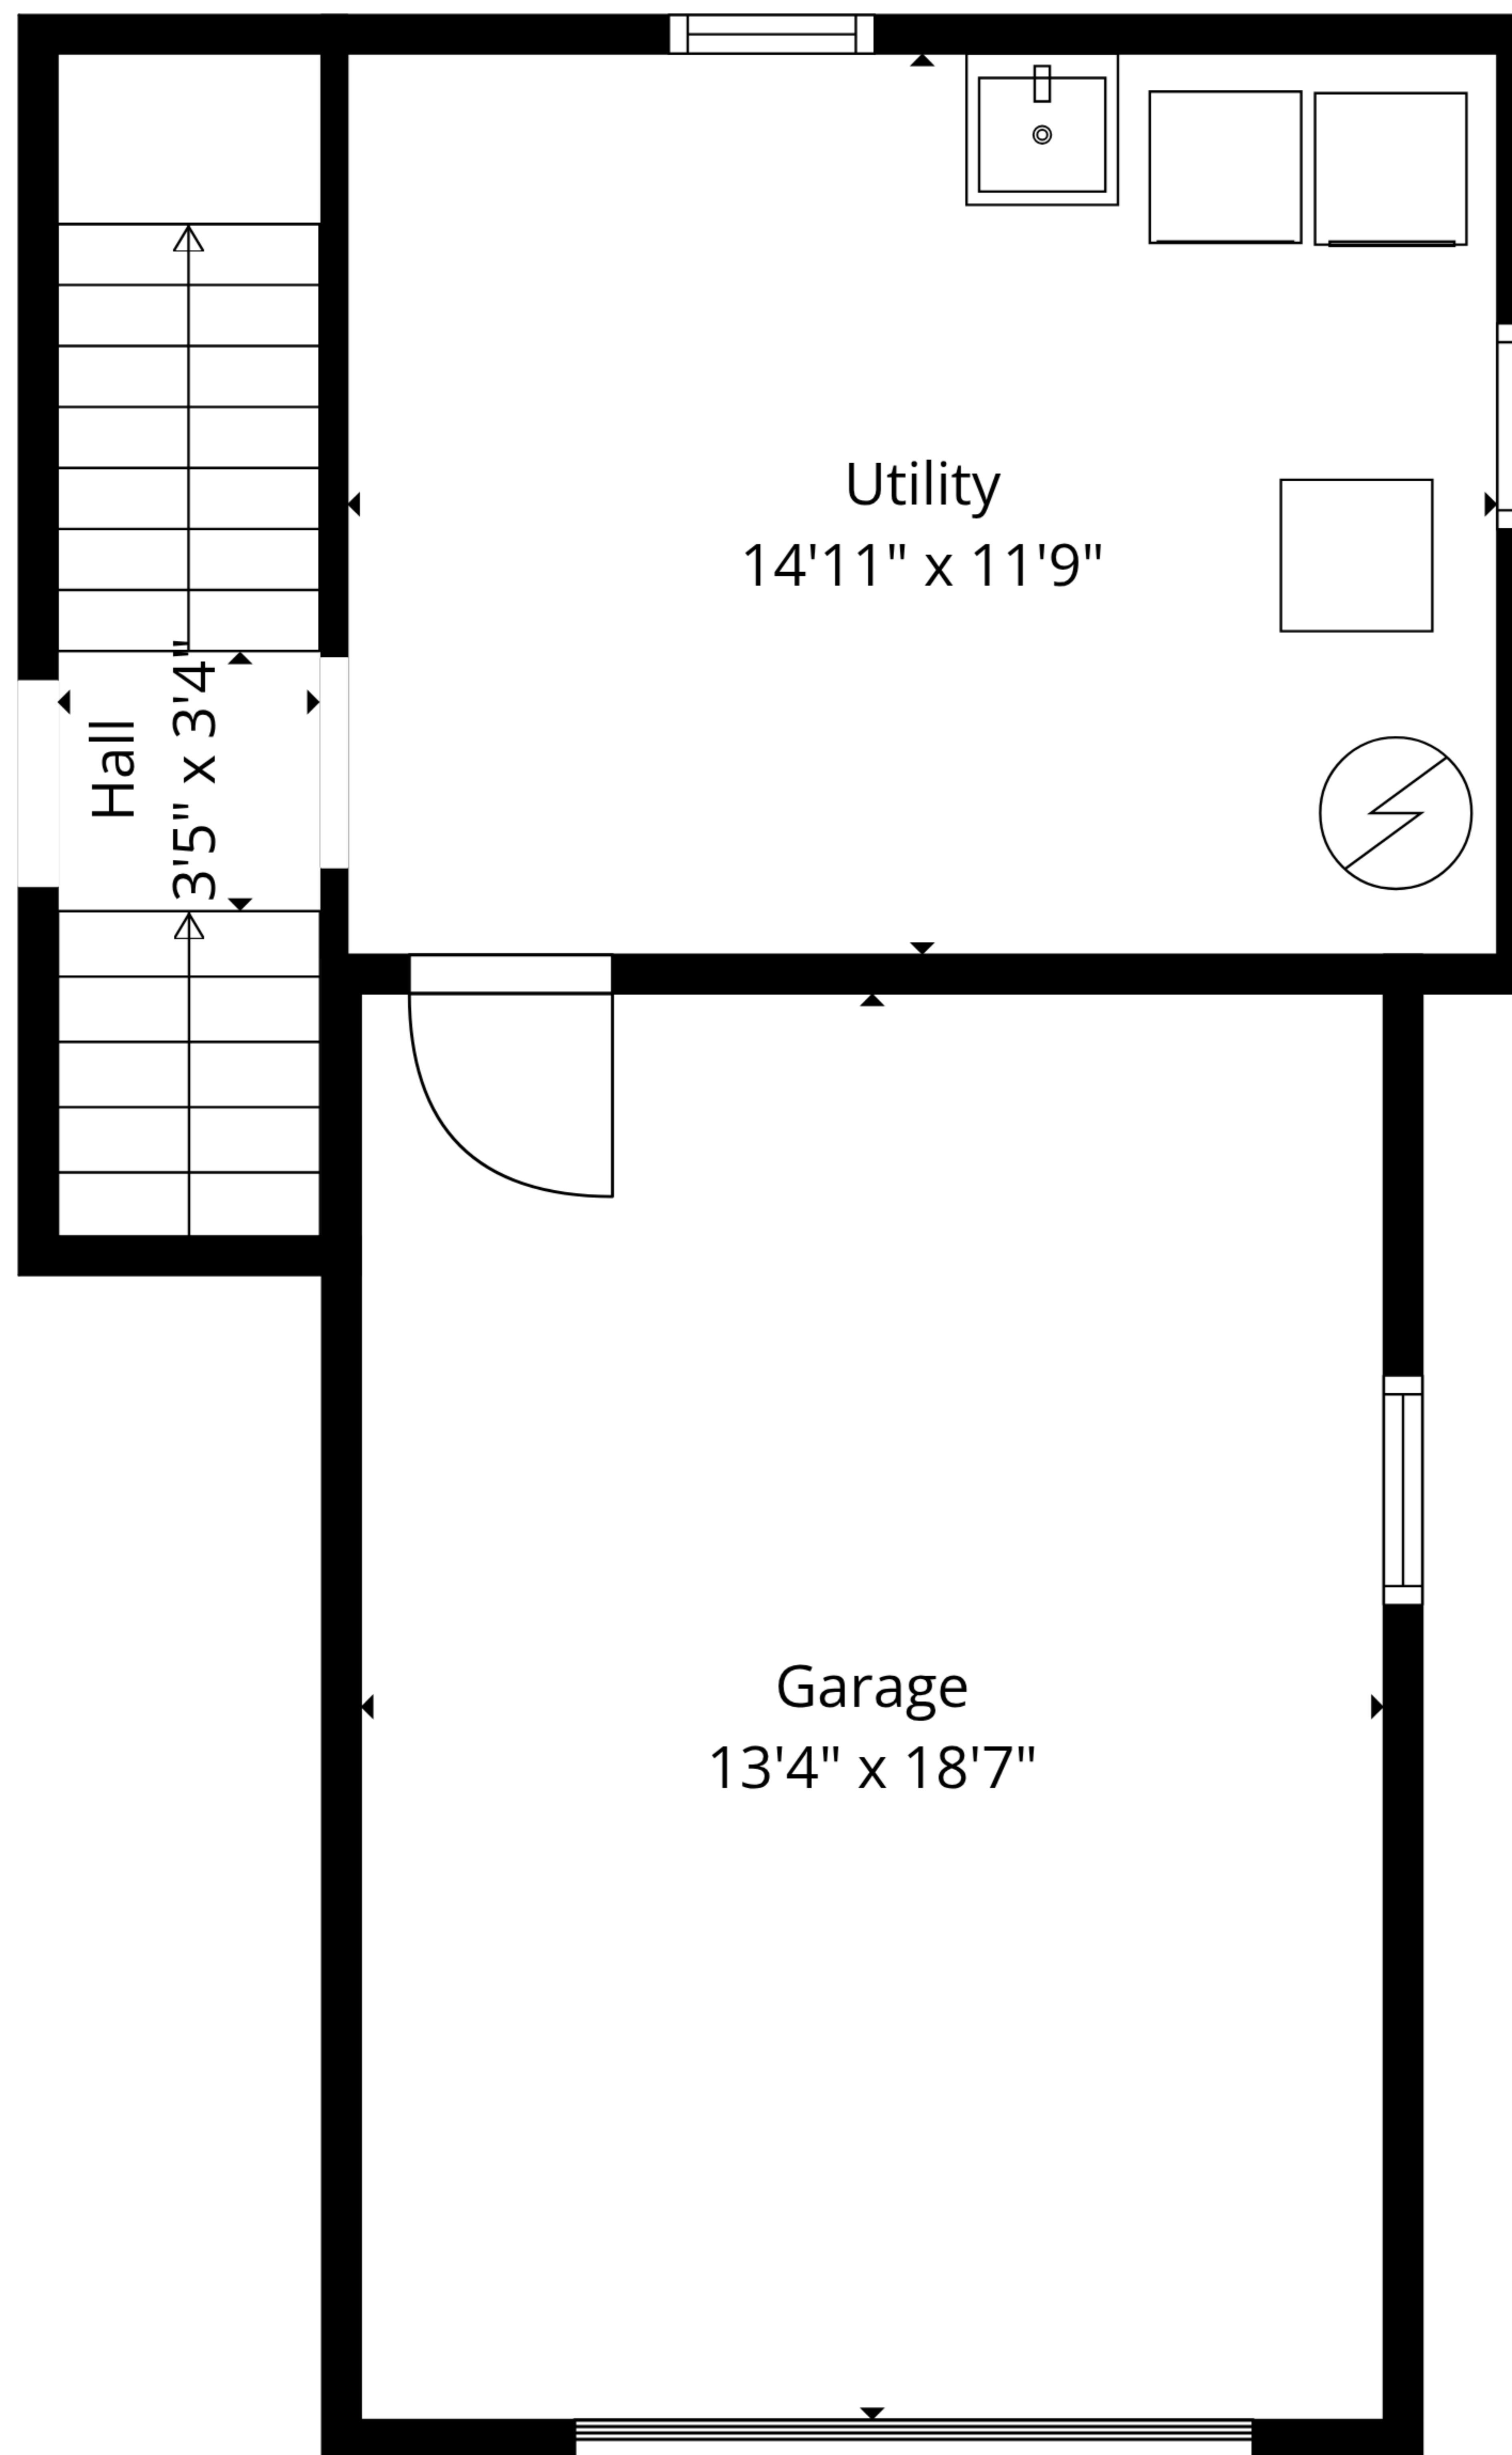 Utility
14'11" x 11'9"
Hall
3'5" x 3'4"
Garage
13'4" x 18'7"